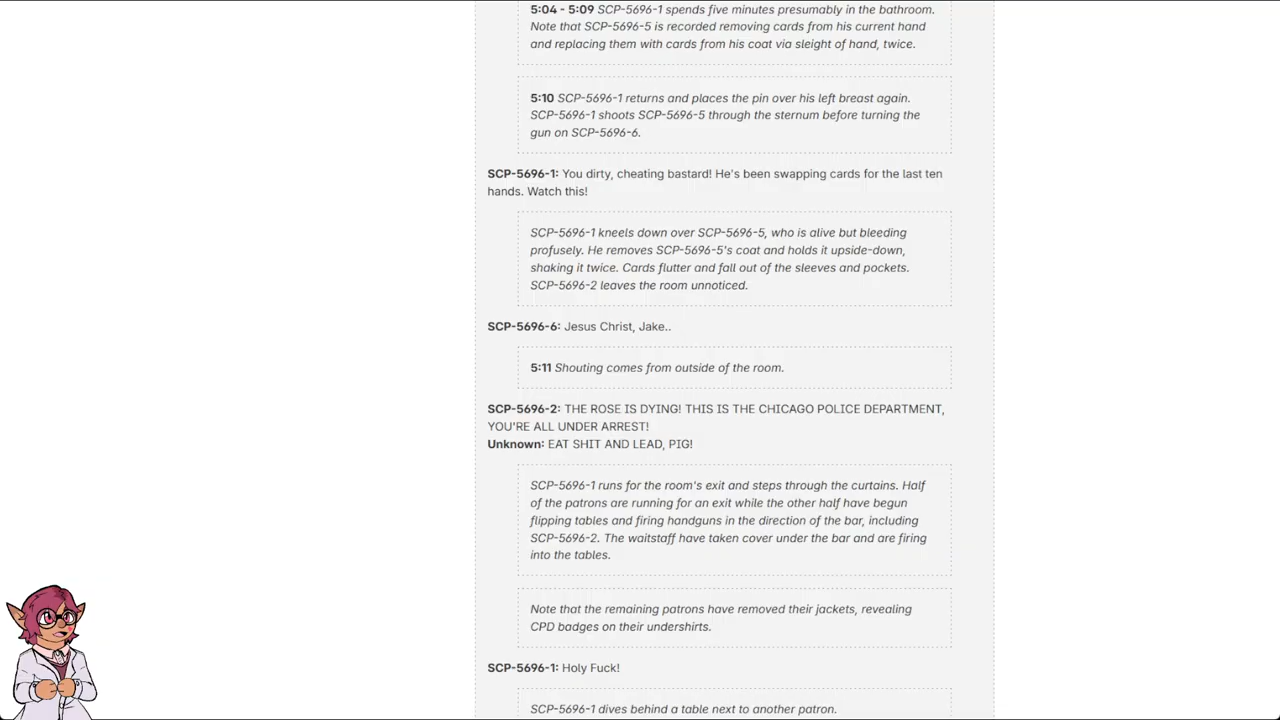 5:04 - 5:09 SCP-5696-1 spends five minutes presumably in the bathroom.
Note that SCP-5696-5 is recorded removing cards from his current hand
and replacing them with cards from his coat via sleight of hand, twice.
5:10 SCP-5696-1 returns and places the pin over his left breast again.
SCP-5696-1 shoots SCP-5696-5 through the sternum before turning the
gun on SCP-5696-6.
SCP-5696-1: You dirty, cheating bastard! He's been swapping cards for the last ten
hands. Watch this!
SCP-5696-1 kneels down over SCP-5696-5, who is alive but bleeding
profusely. He removes SCP-5696-5's coat and holds it upside-down,
shaking it twice. Cards flutter and fall out of the sleeves and pockets.
SCP-5696-2 leaves the room unnoticed.
SCP-5696-6: Jesus Christ, Jake..
5:11 Shouting comes from outside of the room.
SCP-5696-2: THE ROSE IS DYING! THIS IS THE CHICAGO POLICE DEPARTMENT,
YOU'RE ALL UNDER ARREST!
Unknown: EAT SHIT AND LEAD, PIG!
SCP-5696-1 runs for the room's exit and steps through the curtains. Half
of the patrons are running for an exit while the other half have begun
flipping tables and firing handguns in the direction of the bar, including
SCP-5696-2. The waitstaff have taken cover under the bar and are firing
into the tables.
Note that the remaining patrons have removed their jackets, revealing
CPD badges on their undershirts.
SCP-5696-1: Holy Fuck!
SCP-5696-1 dives behind a table next to another patron.